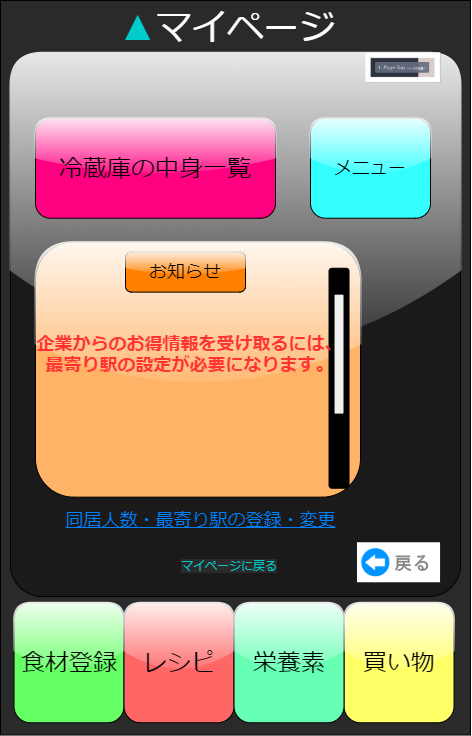 ▲マイページ
冷蔵庫の中身一覧
メニュー
お知らせ
企業からのお得情報を受け取るには、
最寄り駅の設定が必要になります。
同居人数・最寄り駅の登録・変更
マイページに戻る
戻る
食材登録
レシピ
栄養素
買い物